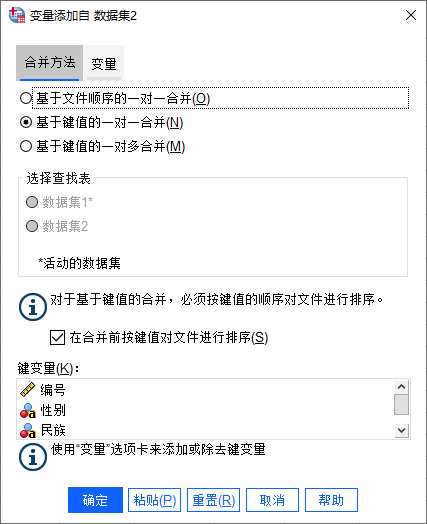 变量添加自 数据集2
合并方法 变量
基于文件顺序的一对一合并(O)
基于键值的一对一合并(N)
基于键值的一对多合并(M)
选择查找表
数据集1*
数据集2
*活动的数据集
对于基于键值的合并，必须按键值的顺序对文件进行排序。
在合并前按键值对文件进行排序(S)
键变量(K)：
编号
性别
民族
使用“变量”选项卡来添加或除去键变量
确定 粘贴(P) 重置(R) 取消 帮助